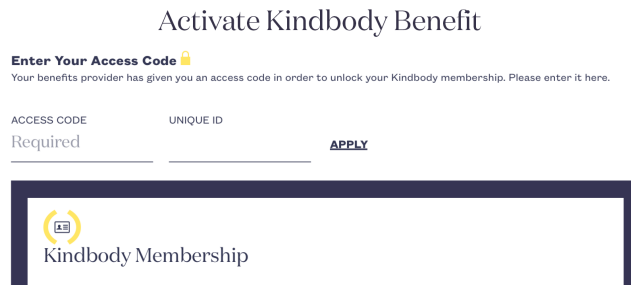 Activate Kindbody Benefit
Enter Your Access Code
Your benefits provider has given you an access code in order to unlock your Kindbody membership. Please enter it here.
ACCESS CODE UNIQUE ID
Required APPLY
Kindbody Membership